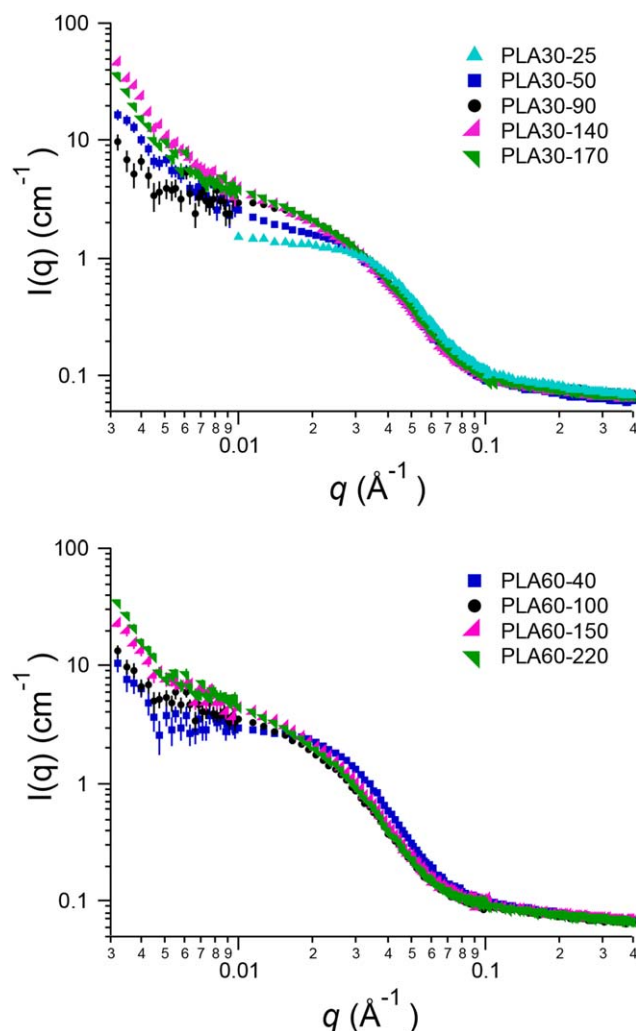 100
10
1
0.1
I(q) (cm⁻¹)
PLA30-25
PLA30-50
PLA30-90
PLA30-140
PLA30-170
3 4 5 6 7 8 9 0.01 2 3 4 5 6 7 8 9 0.1 2 3 4
q (Å⁻¹)
100
10
1
0.1
I(q) (cm⁻¹)
PLA60-40
PLA60-100
PLA60-150
PLA60-220
3 4 5 6 7 8 9 0.01 2 3 4 5 6 7 8 9 0.1 2 3 4
q (Å⁻¹)